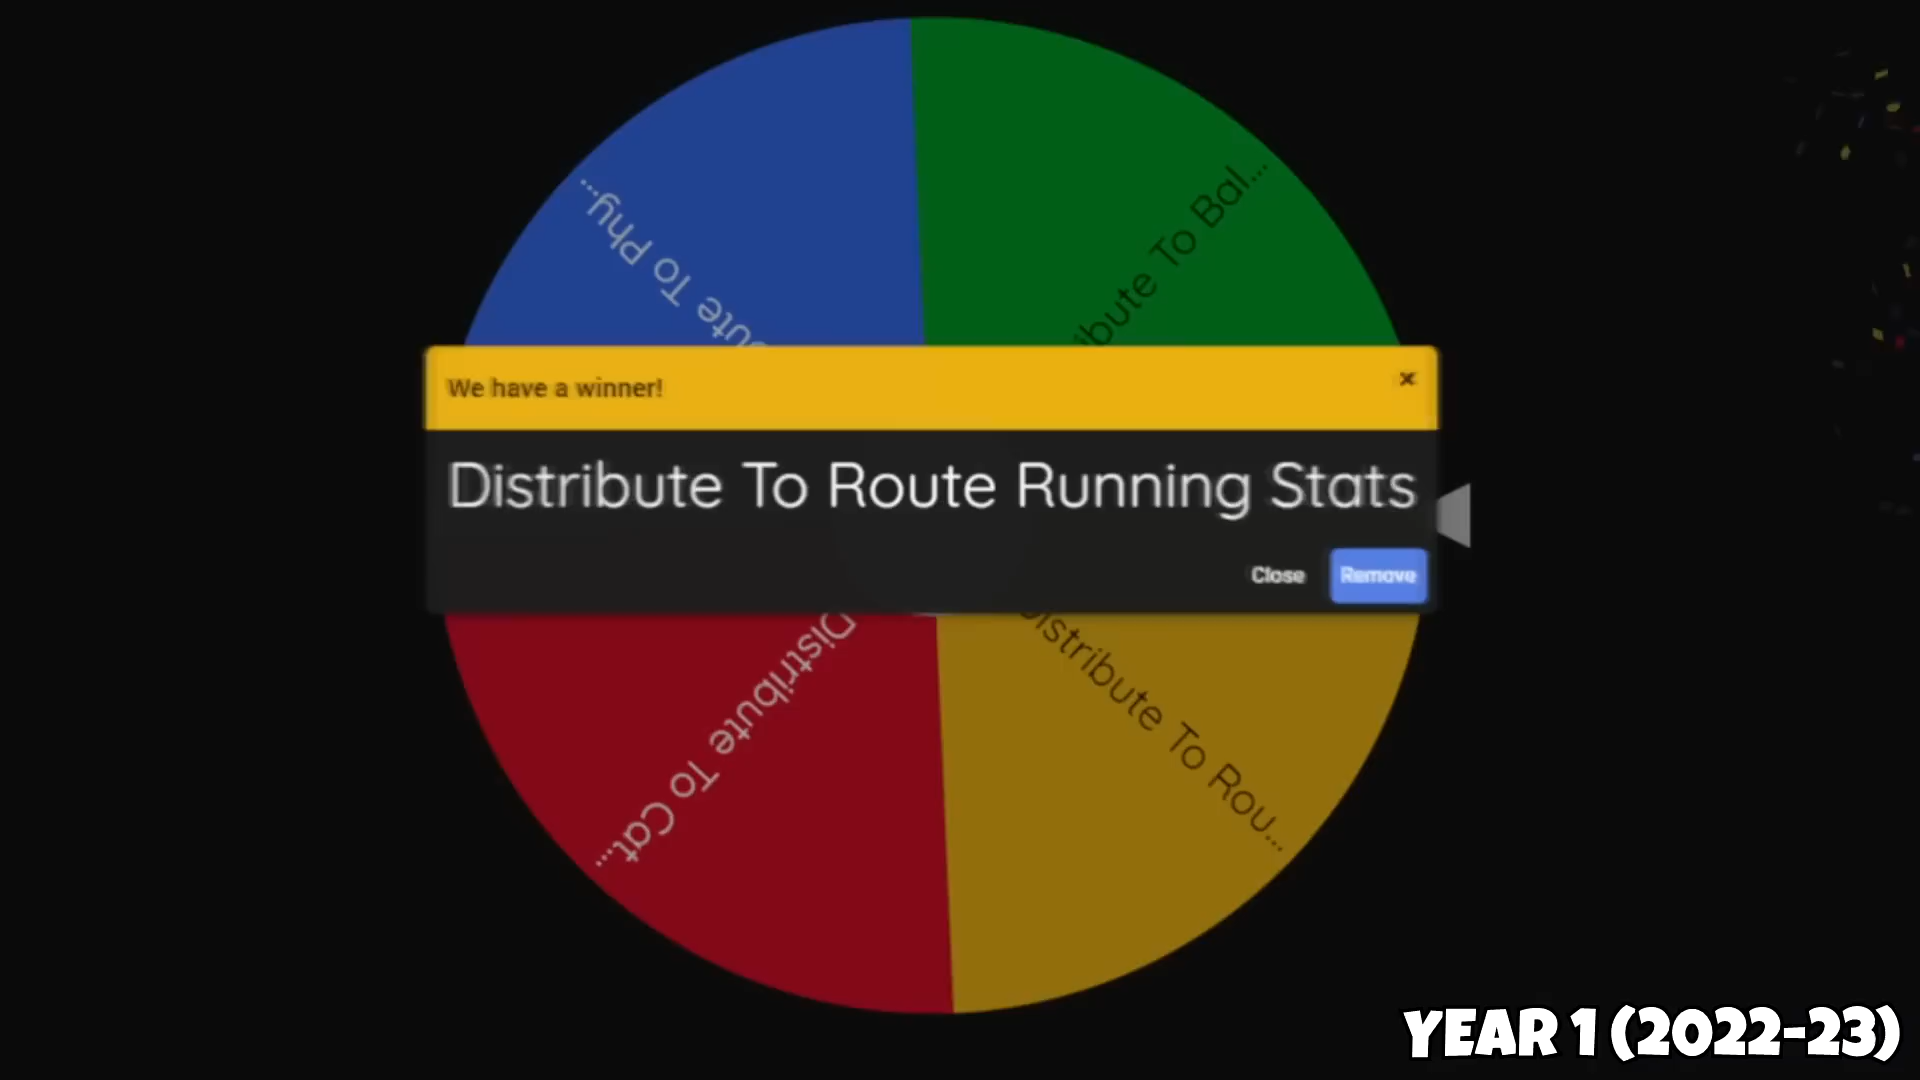 ute To Phy...
ibute To Bal...
We have a winner!
×
Distribute To Route Running Stats
Close
Remove
Distribute To Cat...
Distribute To Rou...
YEAR 1 (2022-23)